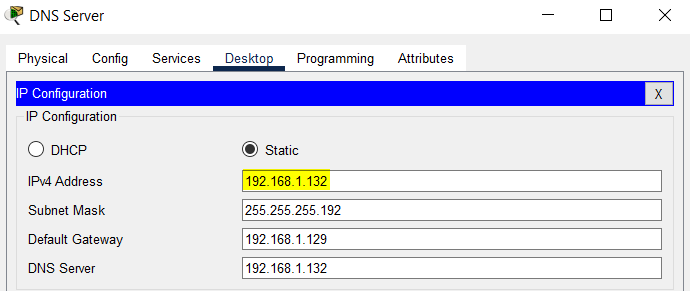 DNS Server
Physical Config Services Desktop Programming Attributes
IP Configuration X
IP Configuration
DHCP Static
IPv4 Address 192.168.1.132
Subnet Mask 255.255.255.192
Default Gateway 192.168.1.129
DNS Server 192.168.1.132